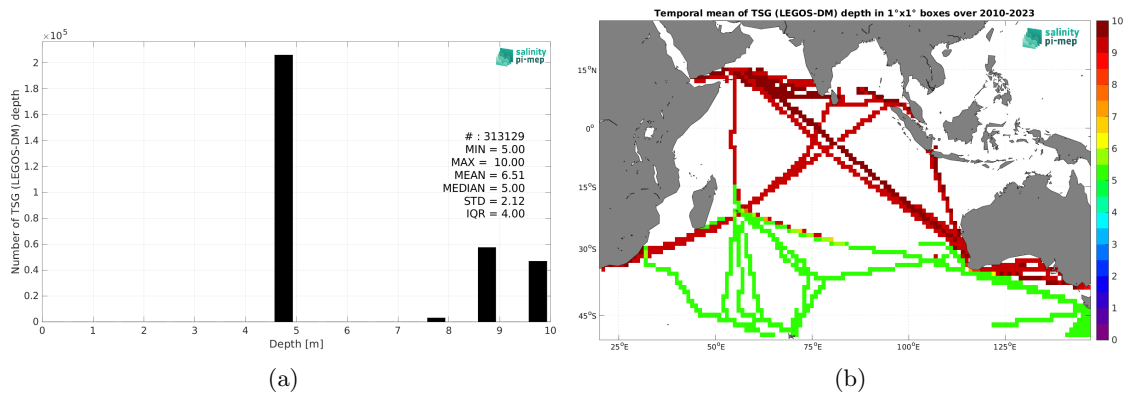 ×10⁵
salinity
pi-mep
Number of TSG (LEGOS-DM) depth
2
1.8
1.6
1.4
1.2
1
0.8
0.6
0.4
0.2
0
# : 313129
MIN = 5.00
MAX = 10.00
MEAN = 6.51
MEDIAN = 5.00
STD = 2.12
IQR = 4.00
0 1 2 3 4 5 6 7 8 9 10
Depth [m]
(a)
Temporal mean of TSG (LEGOS-DM) depth in 1°x1° boxes over 2010-2023
salinity
pi-mep
15°N
0°
15°S
30°S
45°S
25°E 50°E 75°E 100°E 125°E
10
9
8
7
6
5
4
3
2
1
0
(b)